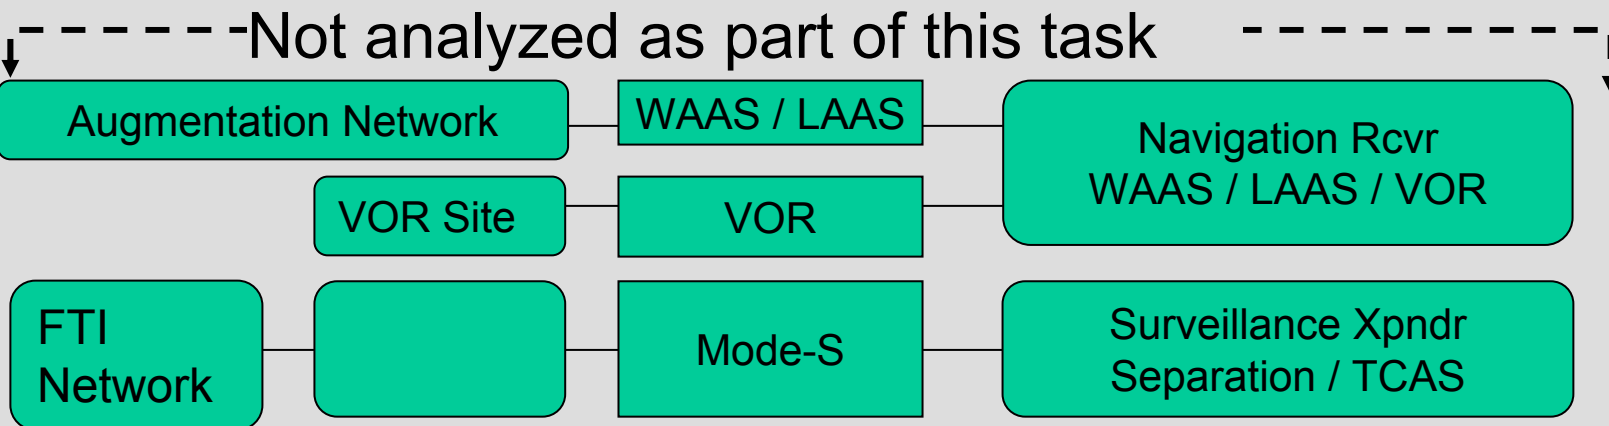 Not analyzed as part of this task
Augmentation Network
WAAS / LAAS
Navigation Rcvr
WAAS / LAAS / VOR
VOR Site
VOR
FTI
Network
Mode-S
Surveillance Xpndr
Separation / TCAS